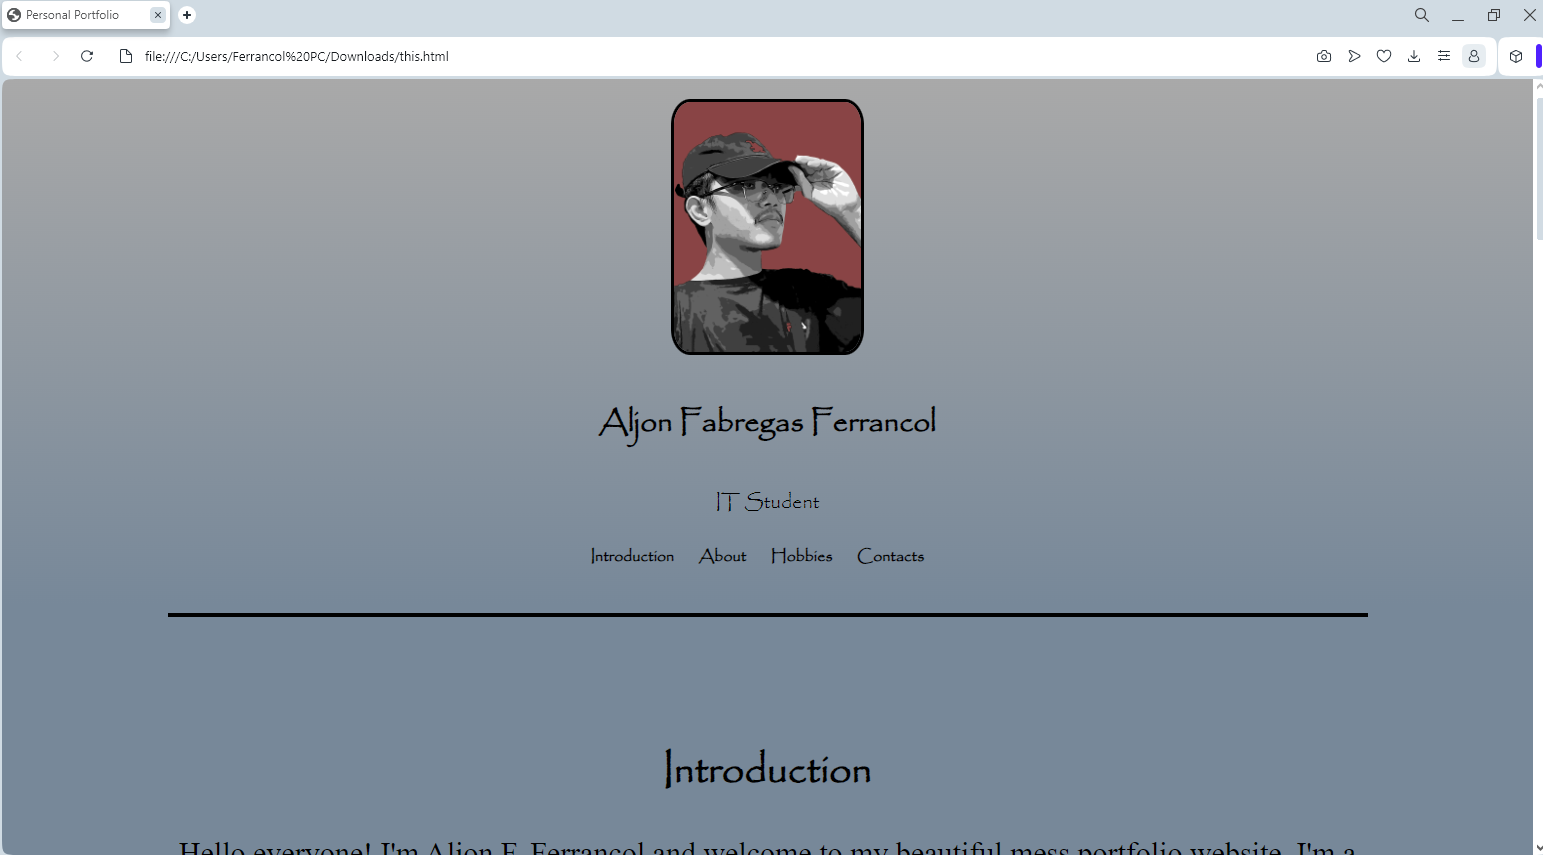 Personal Portfolio
file:///C:/Users/Ferrancol%20PC/Downloads/this.html
Aljon Fabregas Ferrancol
IT Student
Introduction About Hobbies Contacts
Introduction
Hello everyone! I'm Aljon F. Ferrancol and welcome to my beautiful mess portfolio website. I'm a